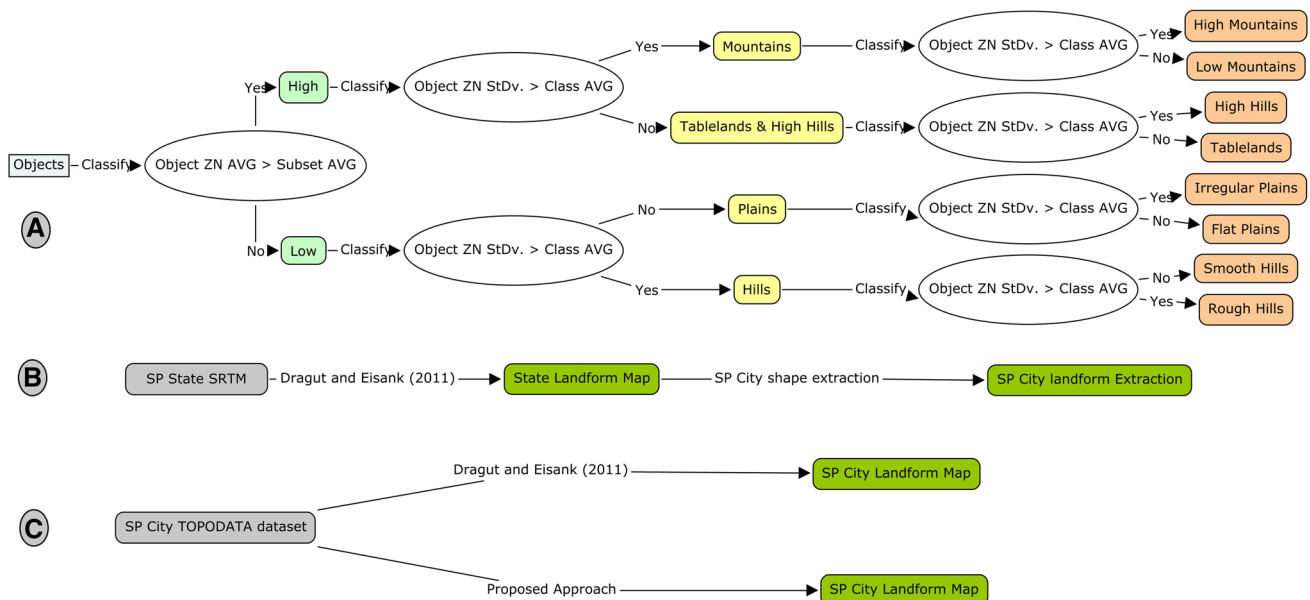 Objects
Classify
Object ZN AVG > Subset AVG
Yes
High
Classify
Object ZN StDv. > Class AVG
Yes
Mountains
Classify
Object ZN StDv. > Class AVG
Yes
High Mountains
No
Low Mountains
No
Tablelands & High Hills
Classify
Object ZN StDv. > Class AVG
Yes
High Hills
No
Tablelands
No
Low
Classify
Object ZN StDv. > Class AVG
No
Plains
Classify
Object ZN StDv. > Class AVG
Yes
Irregular Plains
No
Flat Plains
Yes
Hills
Classify
Object ZN StDv. > Class AVG
No
Smooth Hills
Yes
Rough Hills
A
B
SP State SRTM
Dragut and Eisank (2011)
State Landform Map
SP City shape extraction
SP City landform Extraction
C
SP City TOPODATA dataset
Dragut and Eisank (2011)
SP City Landform Map
Proposed Approach
SP City Landform Map